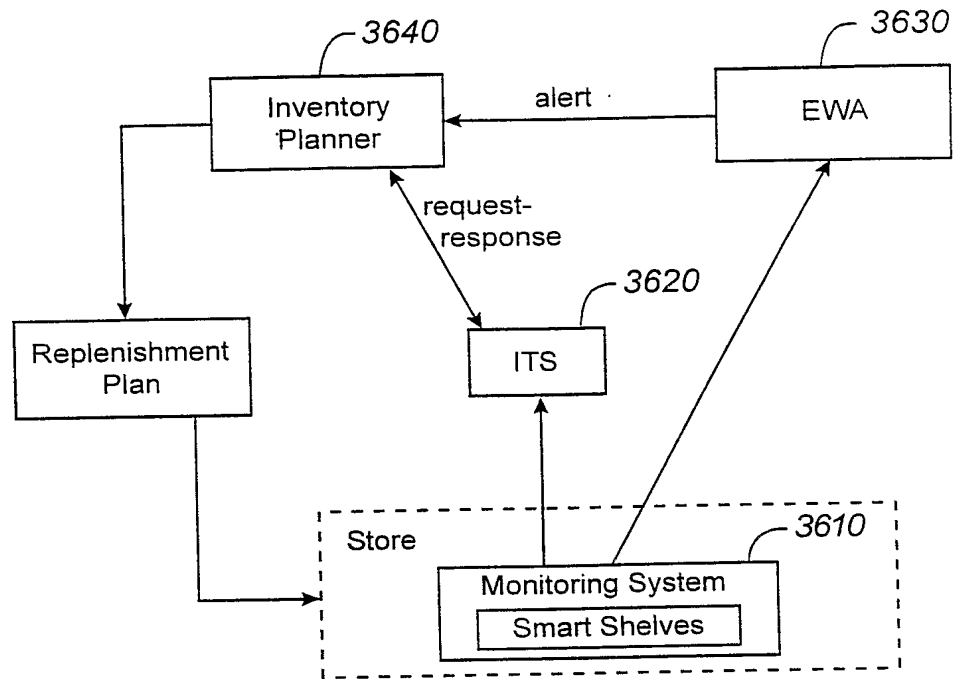 3640
3630
Inventory
Planner
alert
EWA
request-
response
3620
Replenishment
Plan
ITS
Store
3610
Monitoring System
Smart Shelves